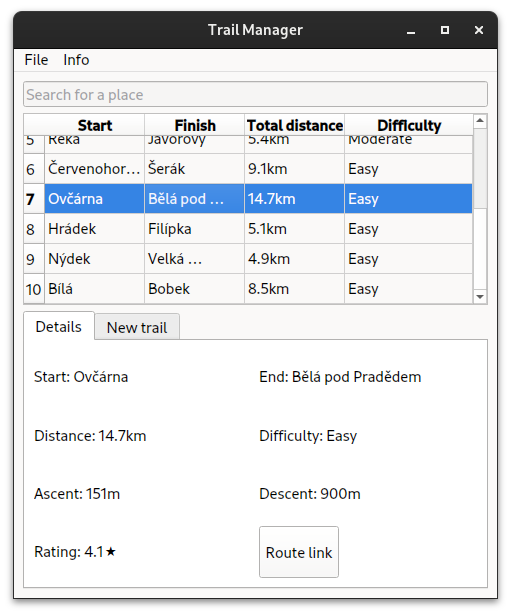 Trail Manager
File Info
Search for a place
Start Finish Total distance Difficulty
5 Řeka Javorový 5.4km Moderate
6 Červenohor… Šerák 9.1km Easy
7 Ovčárna Bělá pod … 14.7km Easy
8 Hrádek Filípka 5.1km Easy
9 Nýdek Velká … 4.9km Easy
10 Bílá Bobek 8.5km Easy
Details New trail
Start: Ovčárna End: Bělá pod Pradědem
Distance: 14.7km Difficulty: Easy
Ascent: 151m Descent: 900m
Rating: 4.1★ Route link